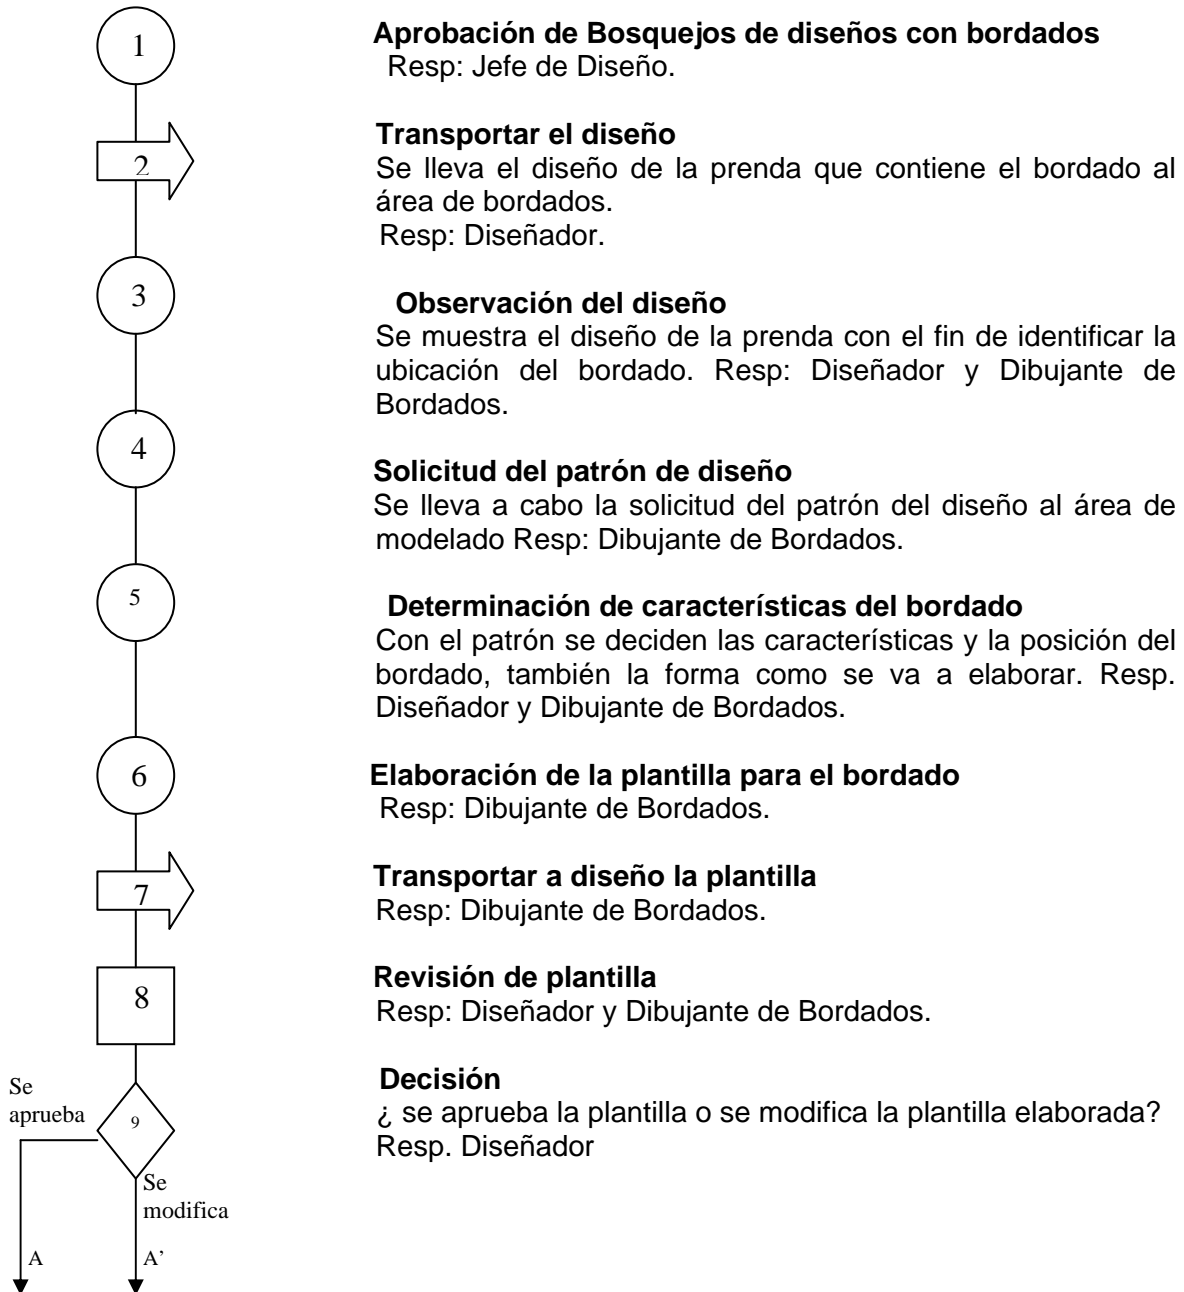 1
Aprobación de Bosquejos de diseños con bordados
Resp: Jefe de Diseño.
2
Transportar el diseño
Se lleva el diseño de la prenda que contiene el bordado al
área de bordados.
Resp: Diseñador.
3
Observación del diseño
Se muestra el diseño de la prenda con el fin de identificar la
ubicación del bordado. Resp: Diseñador y Dibujante de
Bordados.
4
Solicitud del patrón de diseño
Se lleva a cabo la solicitud del patrón del diseño al área de
modelado Resp: Dibujante de Bordados.
5
Determinación de características del bordado
Con el patrón se deciden las características y la posición del
bordado, también la forma como se va a elaborar. Resp.
Diseñador y Dibujante de Bordados.
6
Elaboración de la plantilla para el bordado
Resp: Dibujante de Bordados.
7
Transportar a diseño la plantilla
Resp: Dibujante de Bordados.
8
Revisión de plantilla
Resp: Diseñador y Dibujante de Bordados.
9
Decisión
¿ se aprueba la plantilla o se modifica la plantilla elaborada?
Resp. Diseñador
Se
aprueba
Se
modifica
A
A’